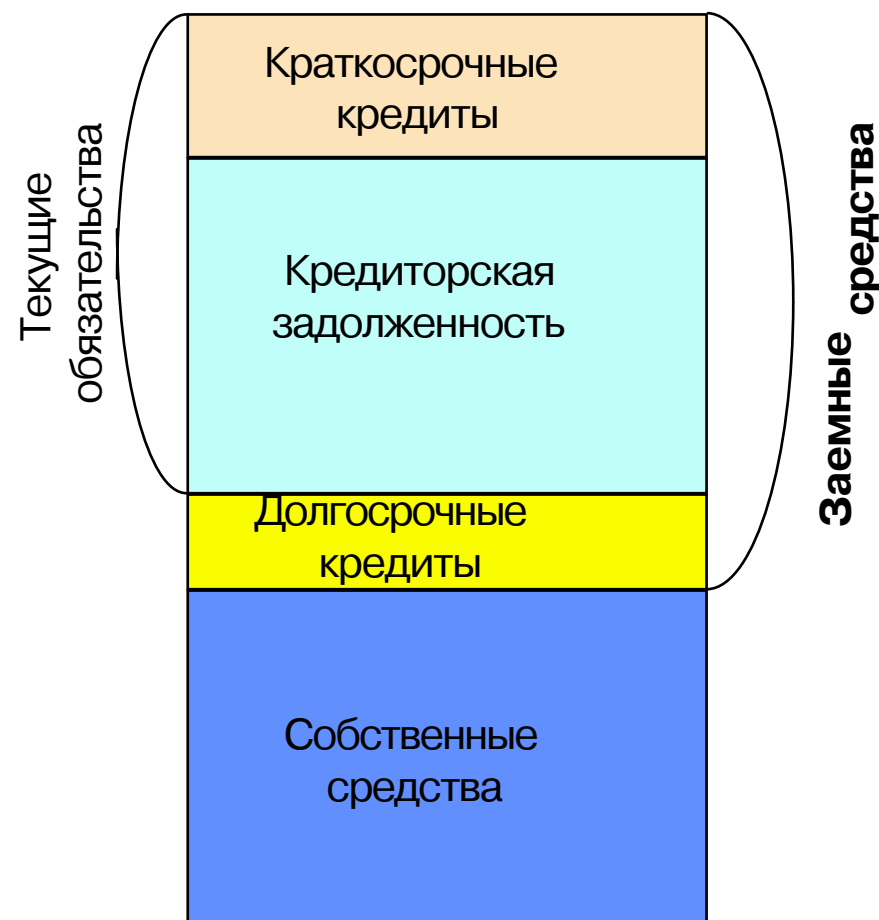 Краткосрочные
кредиты
Текущие
обязательства
Заемные средства
Кредиторская
задолженность
Долгосрочные
кредиты
Собственные
средства